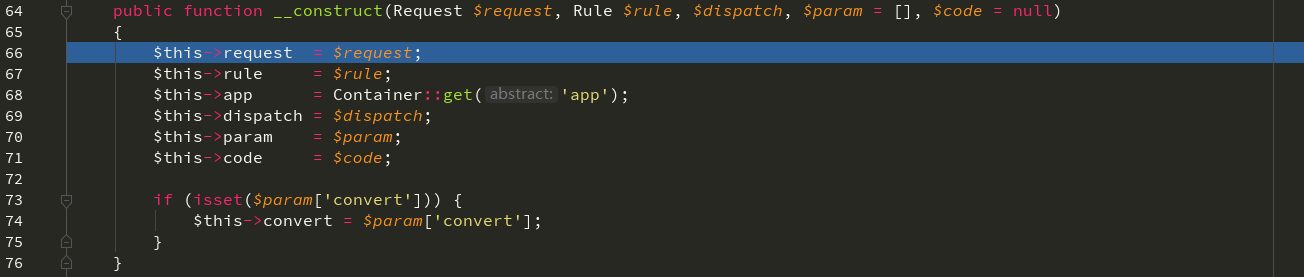 64 public function __construct(Request $request, Rule $rule, $dispatch, $param = [], $code = null)
65 {
66 $this->request = $request;
67 $this->rule = $rule;
68 $this->app = Container::get( abstract: 'app');
69 $this->dispatch = $dispatch;
70 $this->param = $param;
71 $this->code = $code;
72
73 if (isset($param['convert'])) {
74 $this->convert = $param['convert'];
75 }
76 }